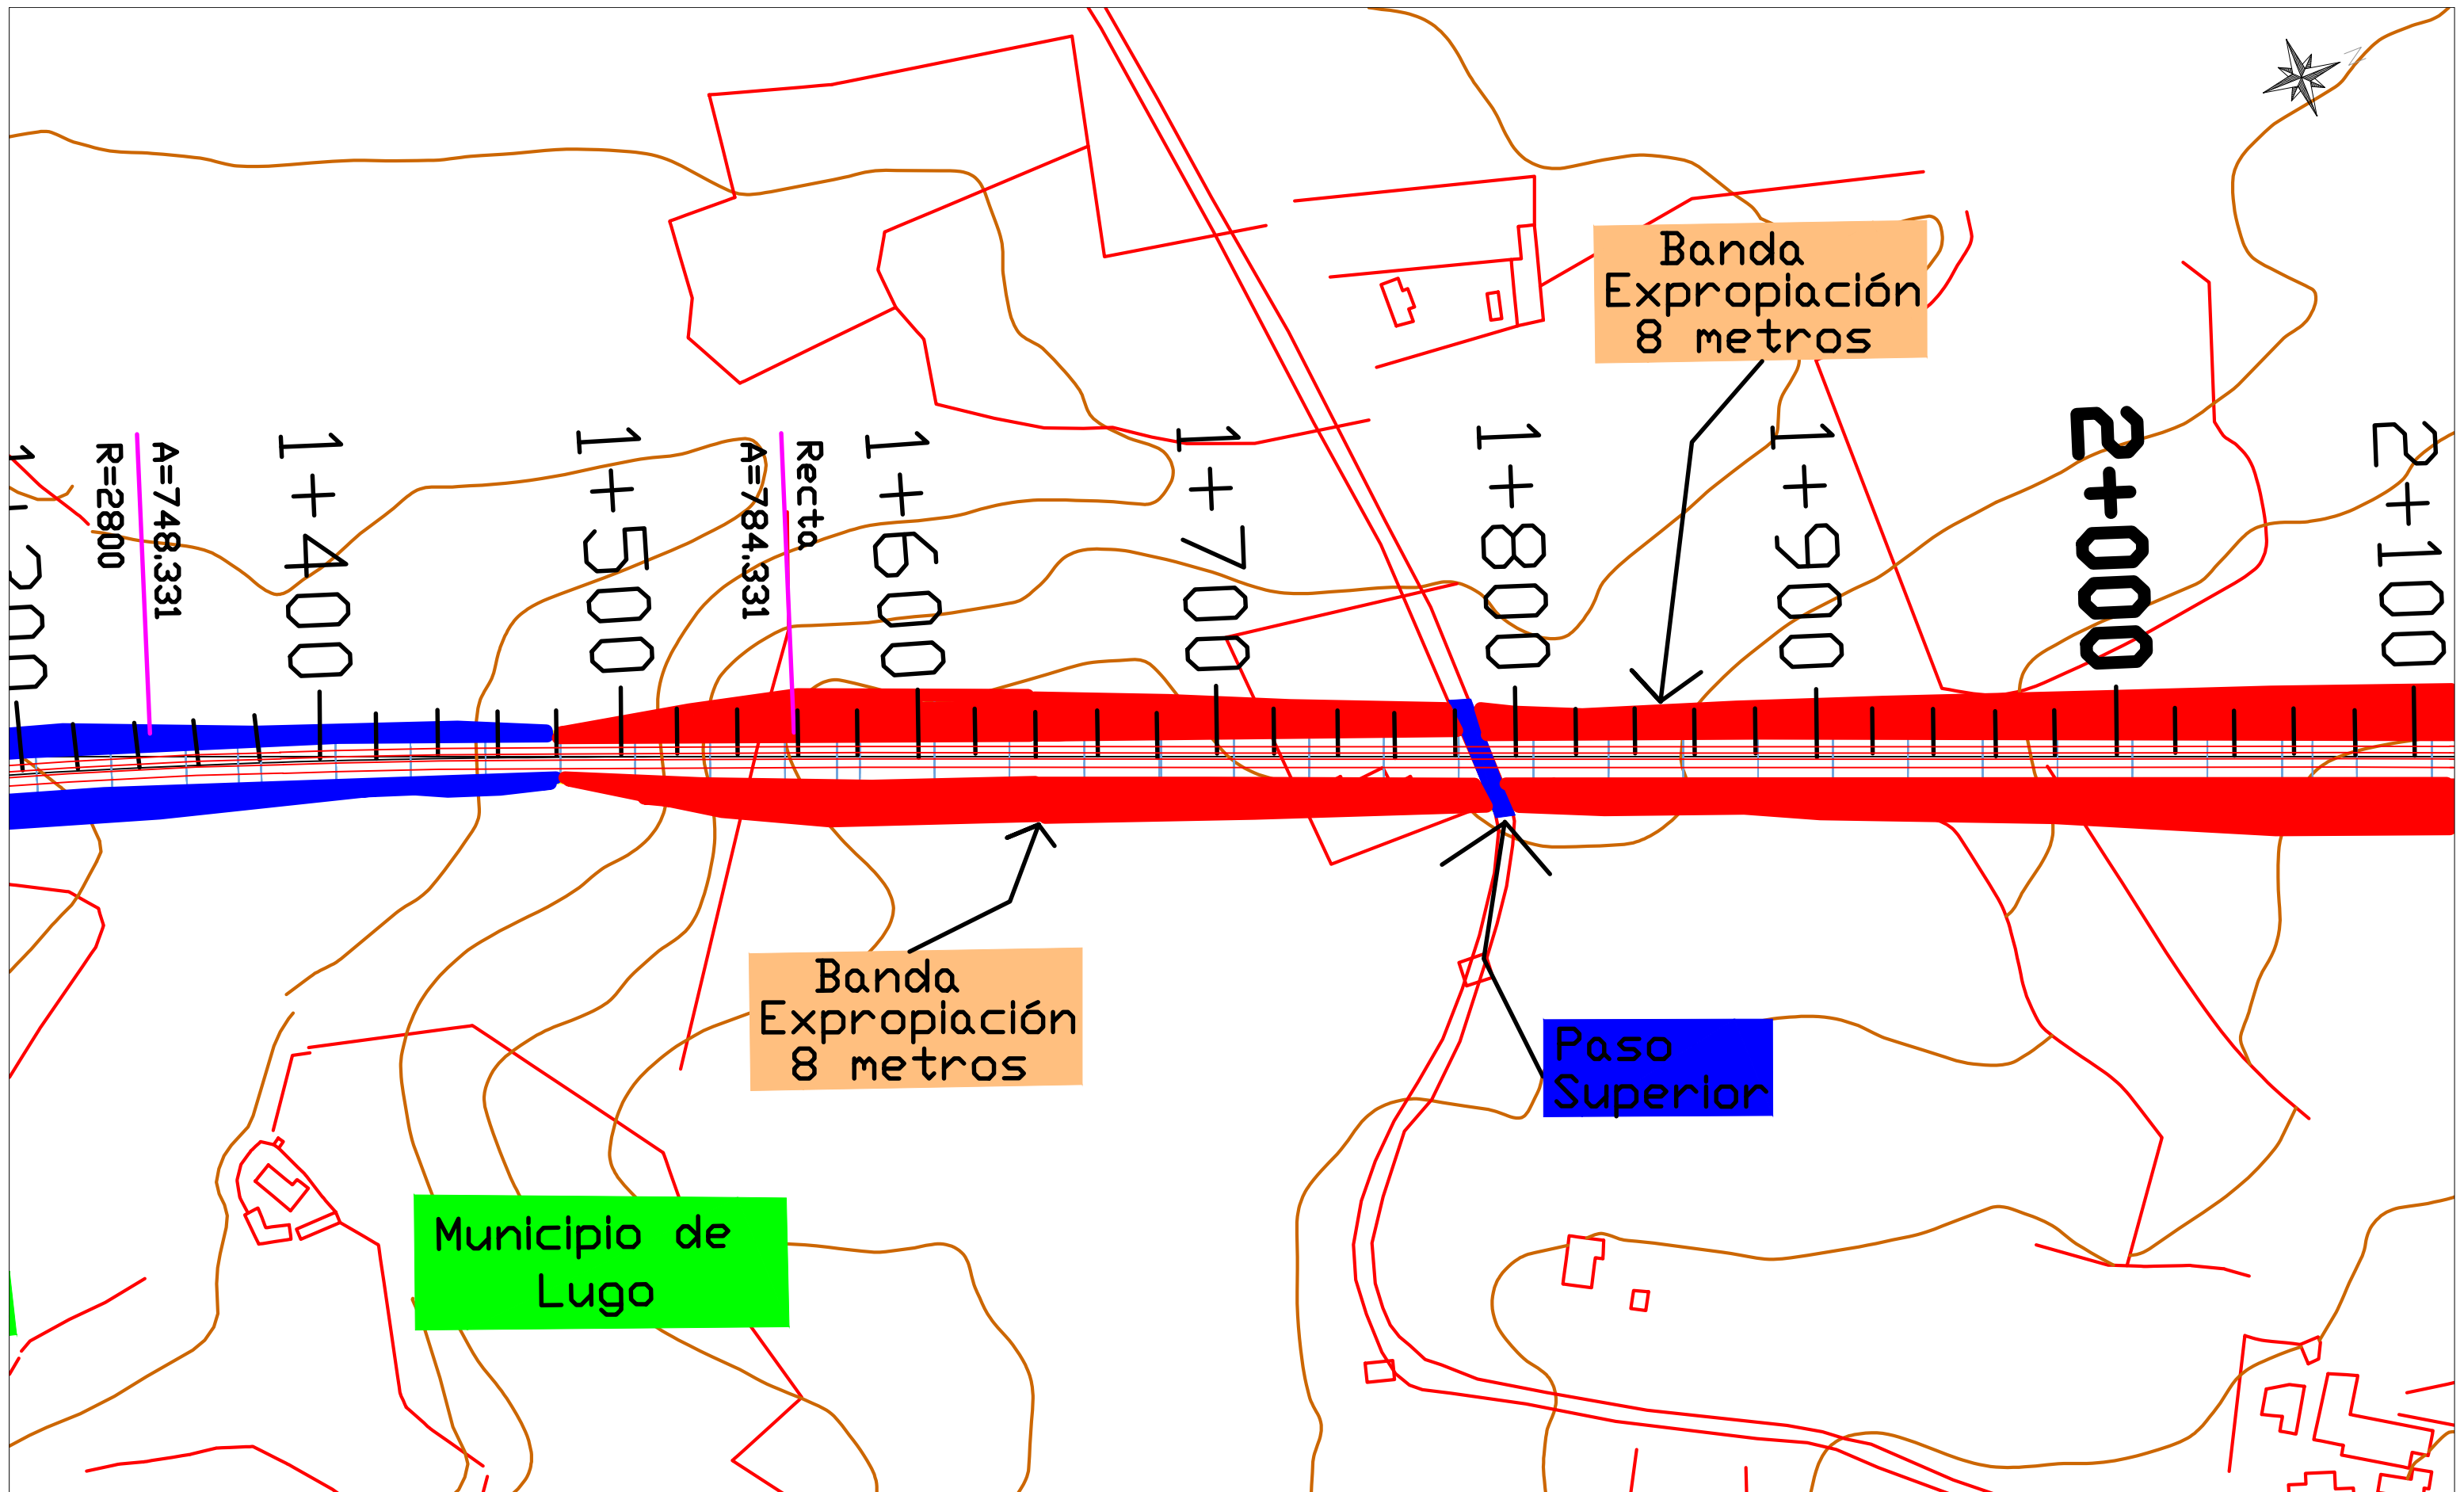 Banda
Expropiación
8 metros
R=2800
A=748.331
1+400
1+500
A=784.331
Recta
1+600
1+700
1+800
1+900
2+000
2+100
Banda
Expropiación
8 metros
Paso
Superior
Municipio de
Lugo